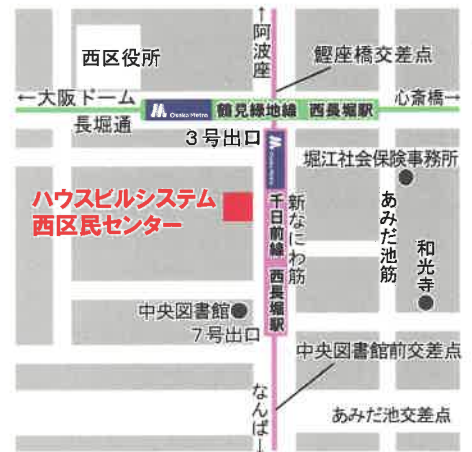 ↑阿波座
西区役所
鰹座橋交差点
←大阪ドーム
Osaka Metro
鶴見緑地線
西長堀駅
心斎橋→
長堀通
3号出口
Osaka Metro
千日前線
西長堀駅
堀江社会保険事務所
ハウスビルシステム
西区民センター
新なにわ筋
あみだ池筋
和光寺
中央図書館
7号出口
中央図書館前交差点
なんば↓
あみだ池交差点